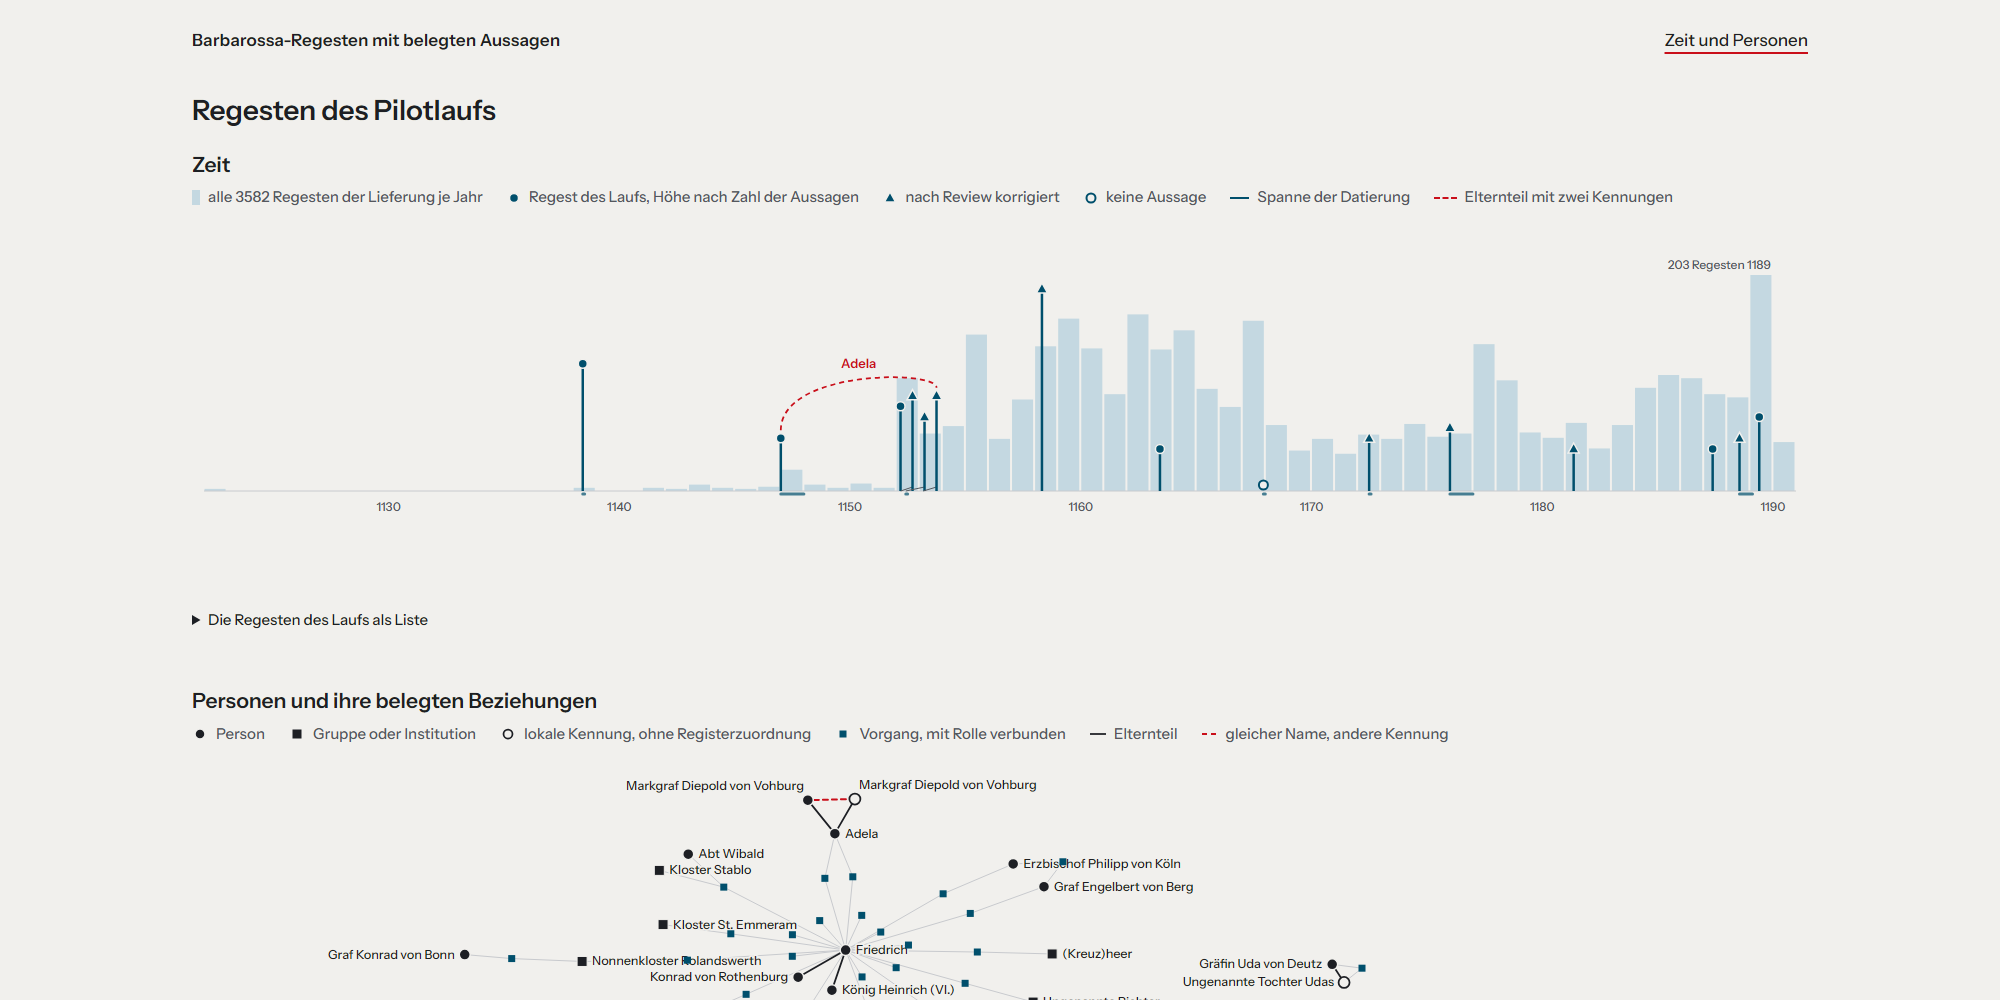 Barbarossa-Regesten mit belegten Aussagen
Zeit und Personen
Regesten des Pilotlaufs
Zeit
alle 3582 Regesten der Lieferung je Jahr
Regest des Laufs, Höhe nach Zahl der Aussagen
nach Review korrigiert
keine Aussage
Spanne der Datierung
Elternteil mit zwei Kennungen
203 Regesten 1189
Adela
1130
1140
1150
1160
1170
1180
1190
Die Regesten des Laufs als Liste
Personen und ihre belegten Beziehungen
Person
Gruppe oder Institution
lokale Kennung, ohne Registerzuordnung
Vorgang, mit Rolle verbunden
Elternteil
gleicher Name, andere Kennung
Markgraf Diepold von Vohburg
Markgraf Diepold von Vohburg
Adela
Abt Wibald
Kloster Stablo
Erzbischof Philipp von Köln
Graf Engelbert von Berg
Kloster St. Emmeram
Friedrich
(Kreuz)heer
Graf Konrad von Bonn
Nonnenkloster Rolandswerth
Gräfin Uda von Deutz
Konrad von Rothenburg
Ungenannte Tochter Udas
König Heinrich (VI.)